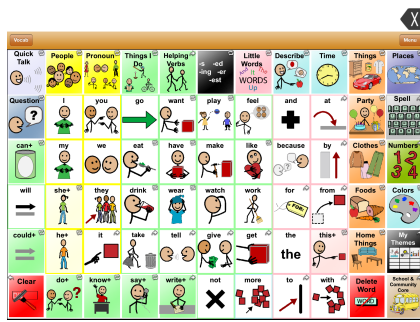 X
Vocab Menu
Quick Talk People Pronoun Things I Do Helping Verbs -s -ed -ing -er -est Little Words Describe Time Things Places
Question I you go want play feel and at Party Spell
can+ my we eat have make like because by Clothes Numbers
will she+ they drink wear watch work for from Foods Colors
could+ he+ it take tell give get the this+ Home Things My Themes
Clear do+ know+ say+ write+ not more to with Delete Word School & Community Core